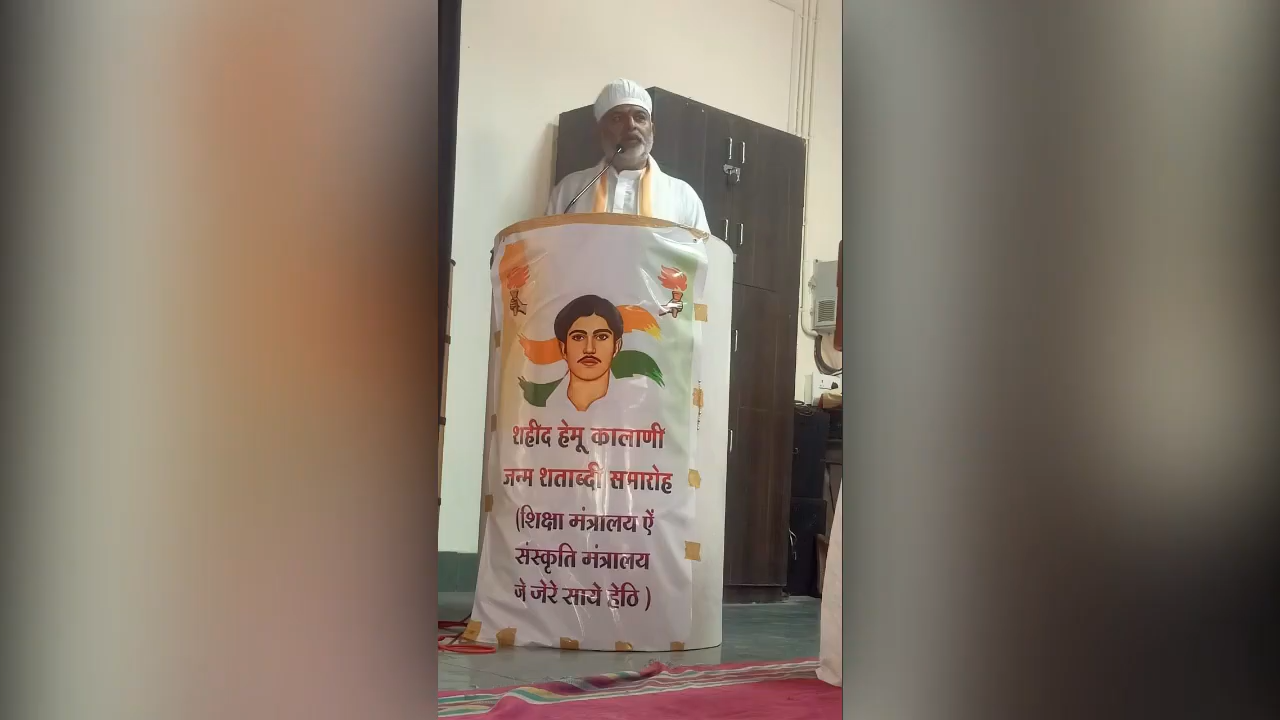 शहीद हेमू कालाणी
जन्म शताब्दी समारोह
(शिक्षा मंत्रालय ऐं
संस्कृति मंत्रालय
जे जेरे साये हेठि )